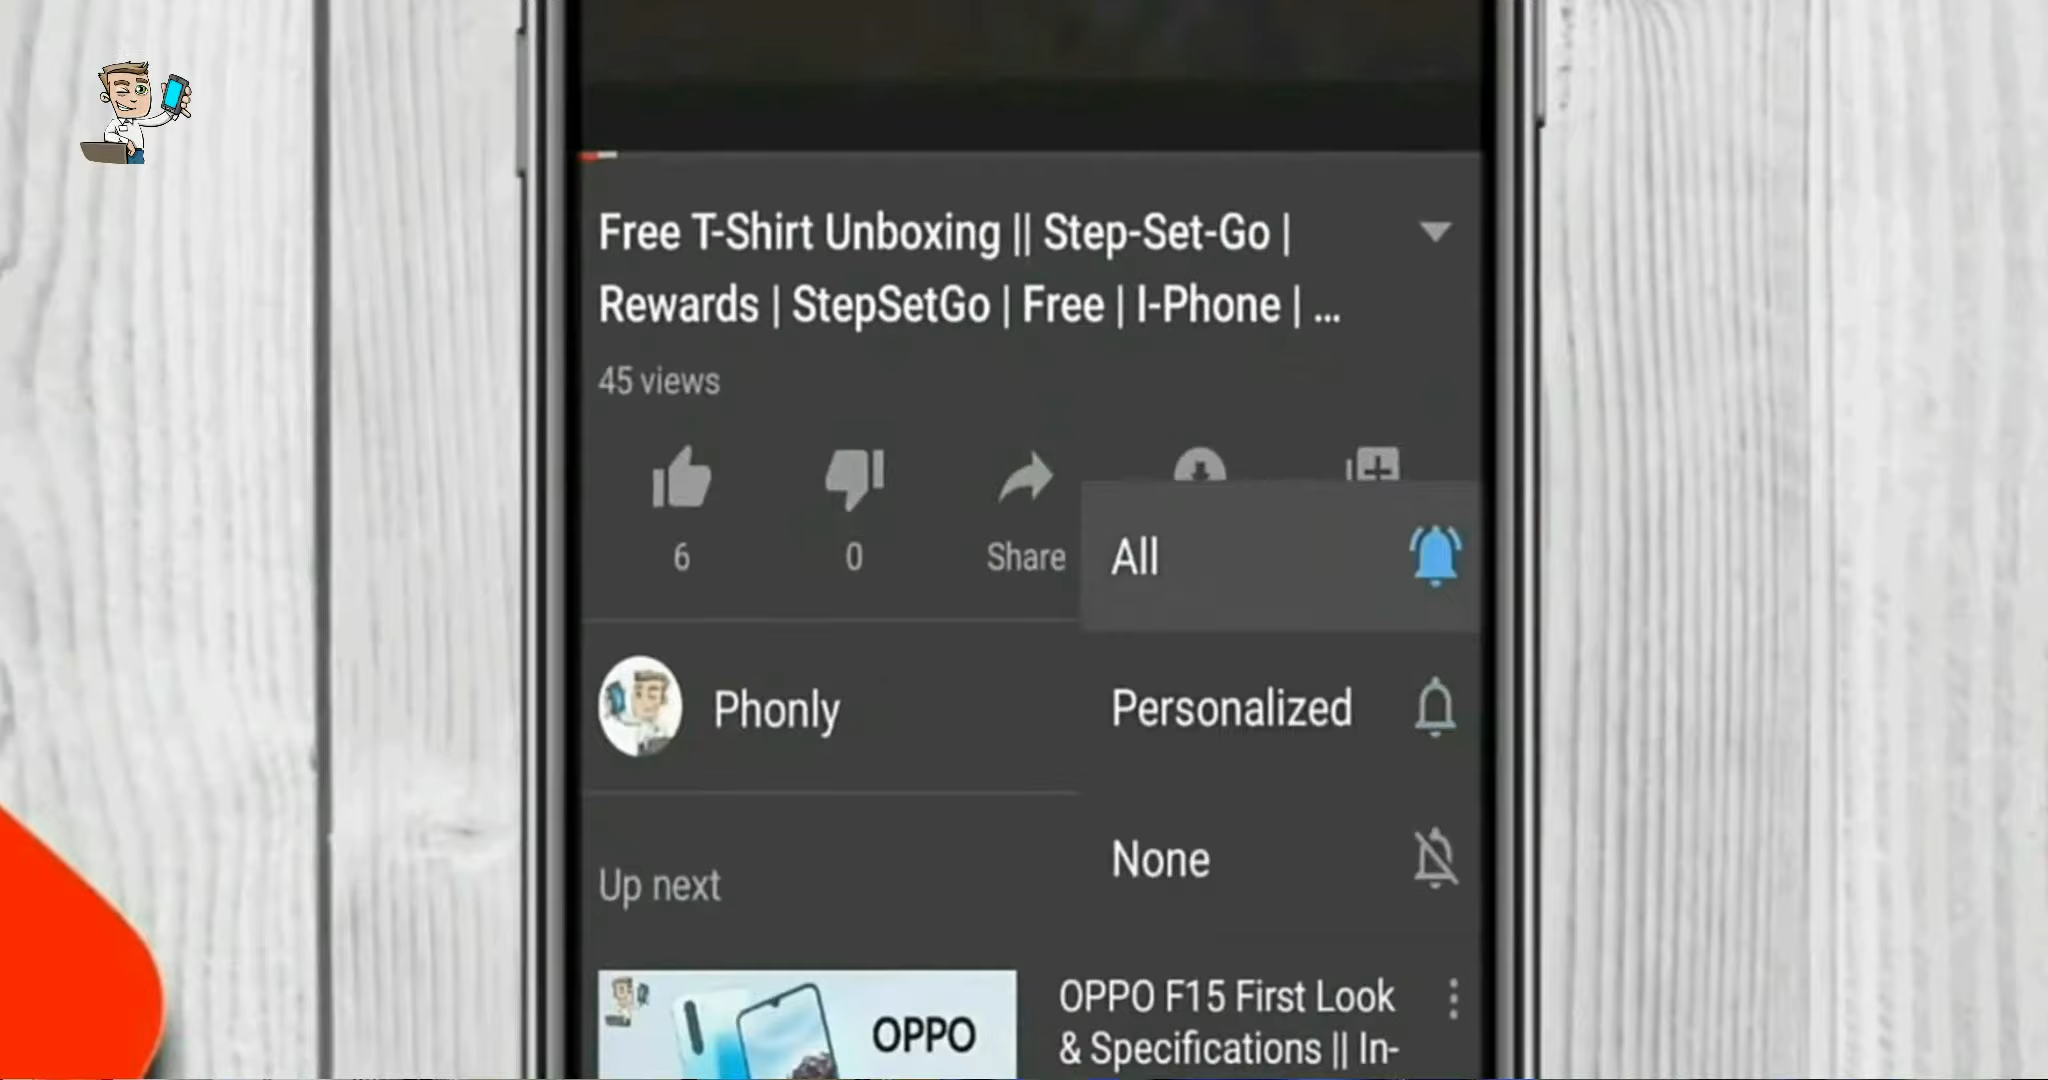 Free T-Shirt Unboxing || Step-Set-Go |
Rewards | StepSetGo | Free | I-Phone | ...
45 views
6
0
Share
All
Phonly
Personalized
None
Up next
OPPO
OPPO F15 First Look
& Specifications || In-